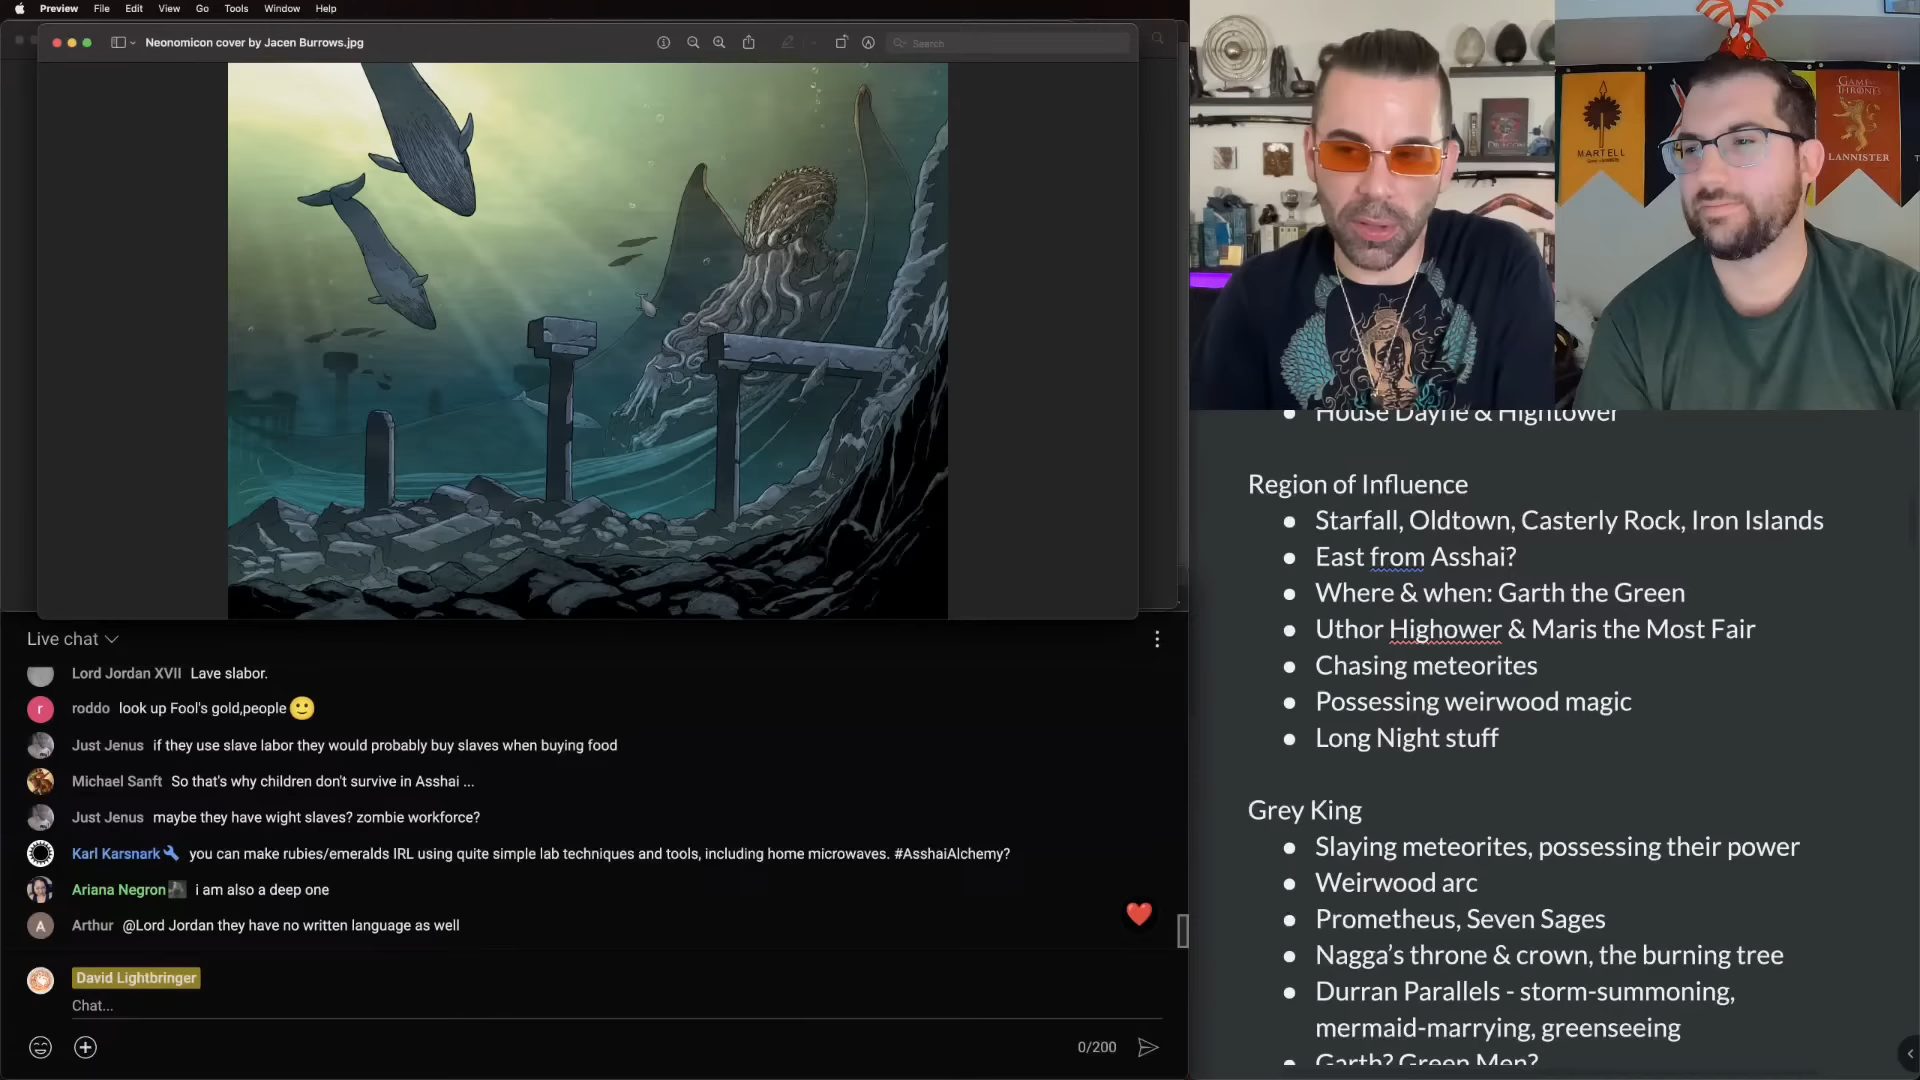 Preview File Edit View Go Tools Window Help
Neonomicon cover by Jacen Burrows.jpg
Search
MARTELL
GAME OF THRONES
LANNISTER
House Dayne & Hightower
Region of Influence
Starfall, Oldtown, Casterly Rock, Iron Islands
East from Asshai?
Where & when: Garth the Green
Uthor Highower & Maris the Most Fair
Chasing meteorites
Possessing weirwood magic
Long Night stuff
Grey King
Slaying meteorites, possessing their power
Weirwood arc
Prometheus, Seven Sages
Nagga’s throne & crown, the burning tree
Durran Parallels - storm-summoning,
mermaid-marrying, greenseeing
Garth? Green Men?
Live chat
Lord Jordan XVII Lave slabor.
r
roddo look up Fool's gold,people
Just Jenus if they use slave labor they would probably buy slaves when buying food
Michael Sanft So that's why children don't survive in Asshai ...
Just Jenus maybe they have wight slaves? zombie workforce?
Karl Karsnark you can make rubies/emeralds IRL using quite simple lab techniques and tools, including home microwaves. #AsshaiAlchemy?
Ariana Negron i am also a deep one
A
Arthur @Lord Jordan they have no written language as well
David Lightbringer
Chat...
0/200